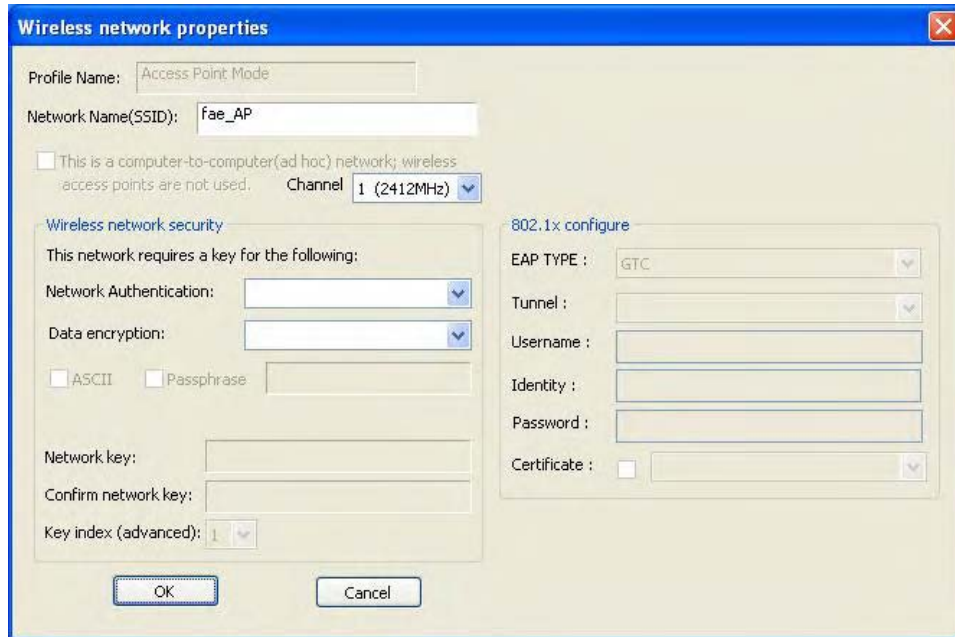 Wireless network properties
Profile Name: Access Point Mode
Network Name(SSID): fae_AP
This is a computer-to-computer(ad hoc) network; wireless
access points are not used. Channel 1 (2412MHz)
Wireless network security
This network requires a key for the following:
Network Authentication:
Data encryption:
ASCII Passphrase
Network key:
Confirm network key:
Key index (advanced): 1
802.1x configure
EAP TYPE : GTC
Tunnel :
Username :
Identity :
Password :
Certificate :
OK Cancel